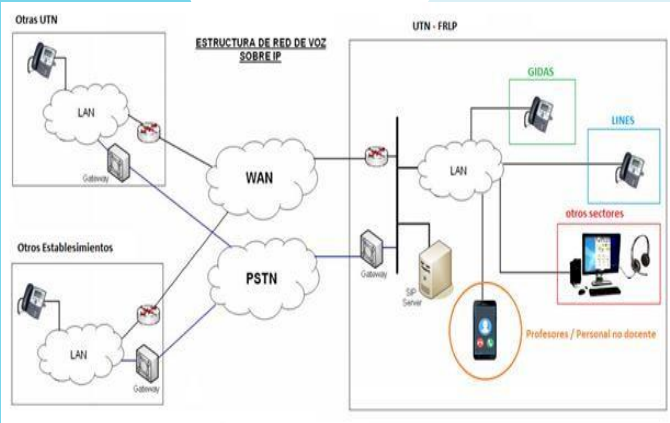 Otras UTN
LAN
Gateway
ESTRUCTURA DE RED DE VOZ
SOBRE IP
WAN
PSTN
Otros Establesimientos
LAN
Gateway
UTN - FRLP
GIDAS
LINES
LAN
otros sectores
Gateway
SIP
Server
Profesores / Personal no docente